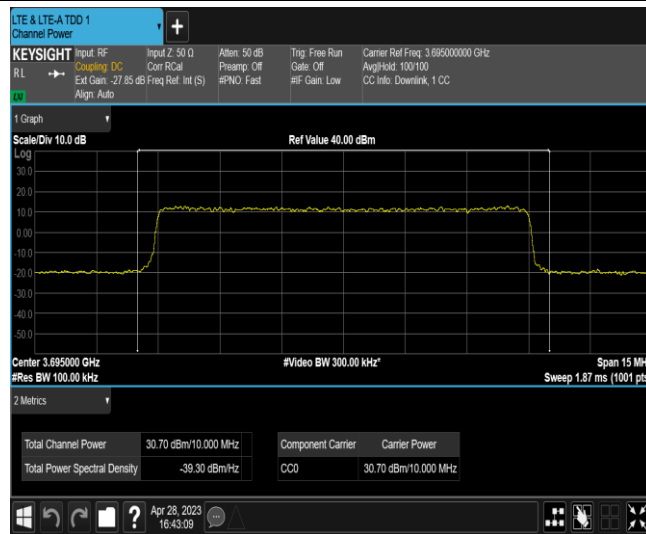 LTE & LTE-A TDD 1
Channel Power
KEYSIGHT Input: RF Input Z: 50 Ω Atten: 50 dB Trig: Free Run Carrier Ref Freq: 3.695000000 GHz
RL Coupling: DC Corr RCal Preamp: Off Gate: Off Avg|Hold: 100/100
Ext Gain: -27.85 dB Freq Ref: Int (S) #PNO: Fast #IF Gain: Low CC Info: Downlink, 1 CC
Align: Auto
1 Graph
Scale/Div 10.0 dB Ref Value 40.00 dBm
Log
30.0
20.0
10.0
0.00
-10.0
-20.0
-30.0
-40.0
-50.0
Center 3.695000 GHz #Video BW 300.00 kHz* Span 15 MH
#Res BW 100.00 kHz Sweep 1.87 ms (1001 pts
2 Metrics
Total Channel Power 30.70 dBm/10.000 MHz Component Carrier Carrier Power
Total Power Spectral Density -39.30 dBm/Hz CC0 30.70 dBm/10.000 MHz
? Apr 28, 2023
16:43:09